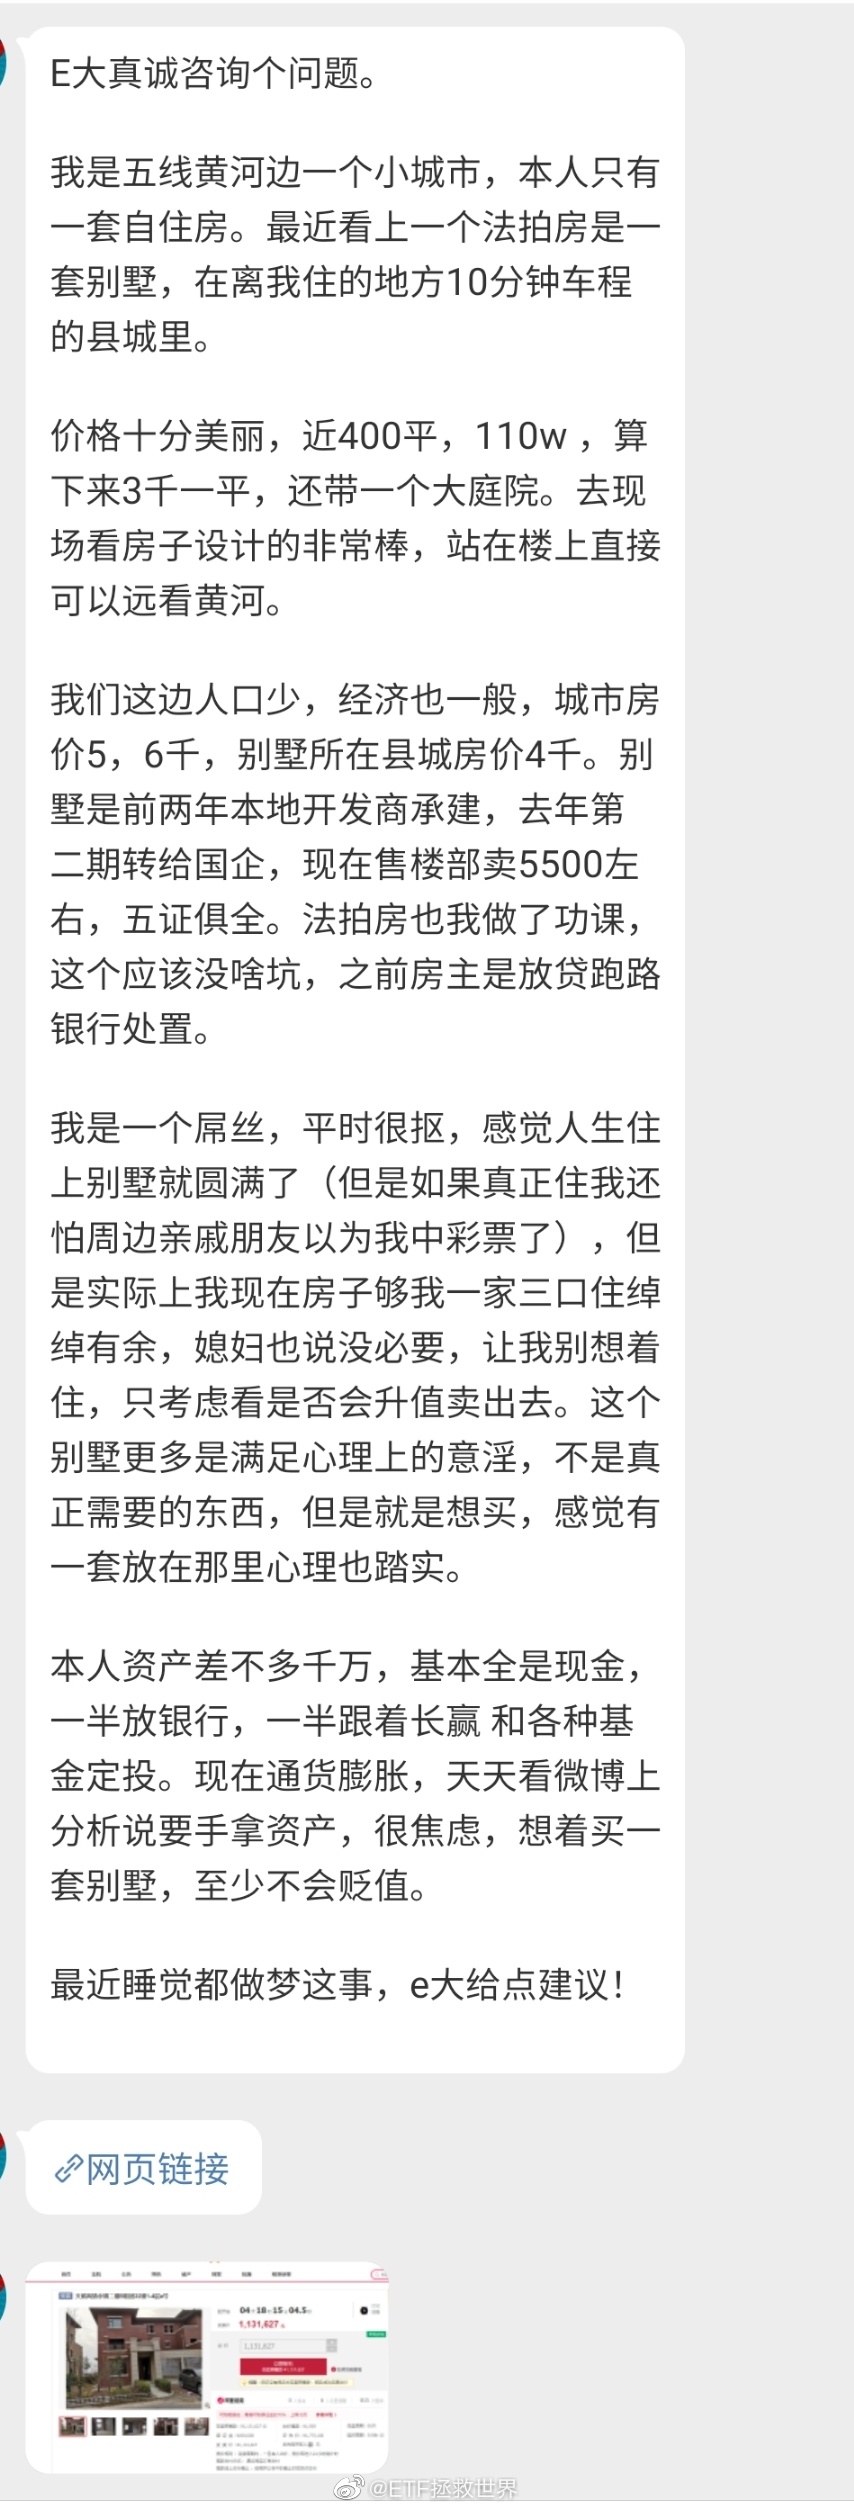 E大真诚咨询个问题。
我是五线黄河边一个小城市，本人只有
一套自住房。最近看上一个法拍房是一
套别墅，在离我住的地方10分钟车程
的县城里。
价格十分美丽，近400平，110w ，算
下来3千一平，还带一个大庭院。去现
场看房子设计的非常棒，站在楼上直接
可以远看黄河。
我们这边人口少，经济也一般，城市房
价5，6千，别墅所在县城房价4千。别
墅是前两年本地开发商承建，去年第
二期转给国企，现在售楼部卖5500左
右，五证俱全。法拍房也我做了功课，
这个应该没啥坑，之前房主是放贷跑路
银行处置。
我是一个屌丝，平时很抠，感觉人生住
上别墅就圆满了（但是如果真正住我还
怕周边亲戚朋友以为我中彩票了），但
是实际上我现在房子够我一家三口住绰
绰有余，媳妇也说没必要，让我别想着
住，只考虑看是否会升值卖出去。这个
别墅更多是满足心理上的意淫，不是真
正需要的东西，但是就是想买，感觉有
一套放在那里心理也踏实。
本人资产差不多千万，基本全是现金，
一半放银行，一半跟着长赢 和各种基
金定投。现在通货膨胀，天天看微博上
分析说要手拿资产，很焦虑，想着买一
套别墅，至少不会贬值。
最近睡觉都做梦这事，e大给点建议！
网页链接
1,131,627
1,131,627
@ETF拯救世界